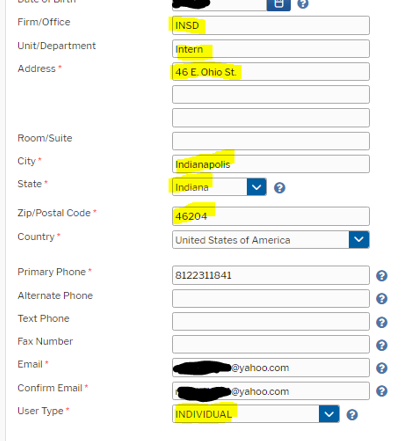 Date of Birth
Firm/Office INSD
Unit/Department Intern
Address * 46 E. Ohio St.
Room/Suite
City * Indianapolis
State * Indiana ?
Zip/Postal Code * 46204
Country * United States of America
Primary Phone * 8122311841 ?
Alternate Phone ?
Text Phone ?
Fax Number ?
Email * @yahoo.com ?
Confirm Email * @yahoo.com ?
User Type * INDIVIDUAL ?